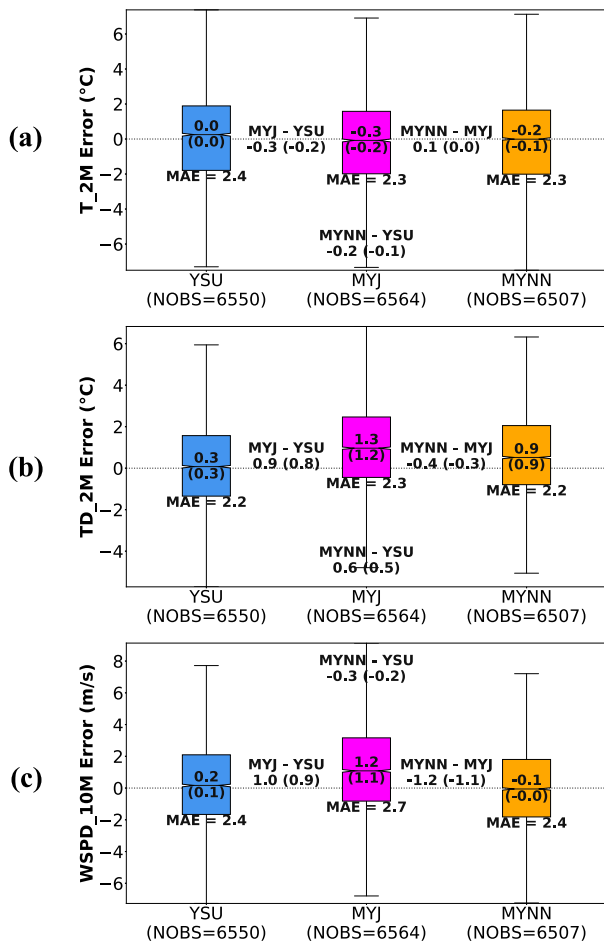 (a)
T_2M Error (°C)
6
4
2
0
−2
−4
−6
0.0
(0.0)
MAE = 2.4
MYJ - YSU
-0.3 (-0.2)
-0.3
(-0.2)
MAE = 2.3
MYNN - MYJ
0.1 (0.0)
-0.2
(-0.1)
MAE = 2.3
MYNN - YSU
-0.2 (-0.1)
YSU
(NOBS=6550)
MYJ
(NOBS=6564)
MYNN
(NOBS=6507)
(b)
TD_2M Error (°C)
6
4
2
0
−2
−4
0.3
(0.3)
MAE = 2.2
MYJ - YSU
0.9 (0.8)
1.3
(1.2)
MAE = 2.3
MYNN - MYJ
-0.4 (-0.3)
0.9
(0.9)
MAE = 2.2
MYNN - YSU
0.6 (0.5)
YSU
(NOBS=6550)
MYJ
(NOBS=6564)
MYNN
(NOBS=6507)
(c)
WSPD_10M Error (m/s)
8
6
4
2
0
−2
−4
−6
MYNN - YSU
-0.3 (-0.2)
0.2
(0.1)
MAE = 2.4
MYJ - YSU
1.0 (0.9)
1.2
(1.1)
MAE = 2.7
MYNN - MYJ
-1.2 (-1.1)
-0.1
(-0.0)
MAE = 2.4
YSU
(NOBS=6550)
MYJ
(NOBS=6564)
MYNN
(NOBS=6507)